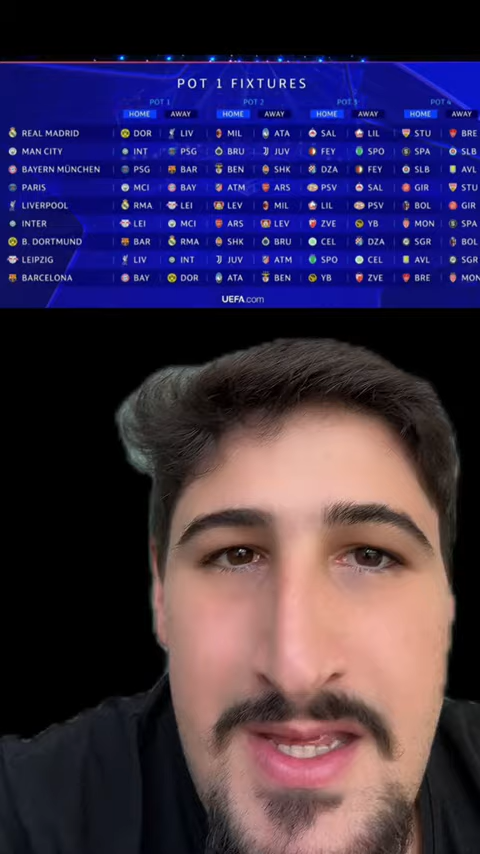 POT 1 FIXTURES
POT 1 POT 2 POT 3 POT 4
HOME AWAY HOME AWAY HOME AWAY HOME AWAY
REAL MADRID DOR LIV MIL ATA SAL LIL STU BRE
MAN CITY INT PSG BRU JUV FEY SPO SPA SLB
BAYERN MÜNCHEN PSG BAR BEN SHK DZA FEY SLB AVL
PARIS MCI BAY ATM ARS PSV SAL GIR STU
LIVERPOOL RMA LEI LEV MIL LIL PSV BOL GIR
INTER LEI MCI ARS LEV ZVE YB MON SPA
B. DORTMUND BAR RMA SHK BRU CEL DZA SGR BOL
LEIPZIG LIV INT JUV ATM SPO CEL AVL SGR
BARCELONA BAY DOR ATA BEN YB ZVE BRE MON
UEFA.com